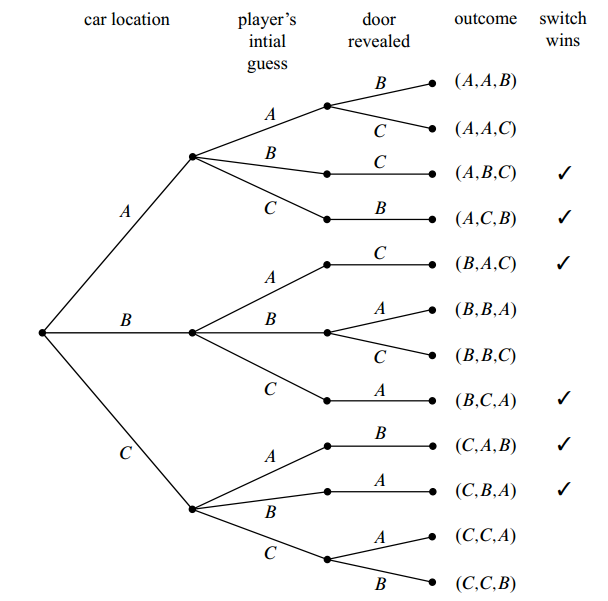 car location player's door outcome switch
intial revealed wins
guess
B (A,A,B)
A
C (A,A,C)
B C (A,B,C) ✓
A C B (A,C,B) ✓
C (B,A,C) ✓
A
B B A (B,B,A)
C (B,B,C)
C A (B,C,A) ✓
B (C,A,B) ✓
C A
A (C,B,A) ✓
B
A (C,C,A)
C
B (C,C,B)